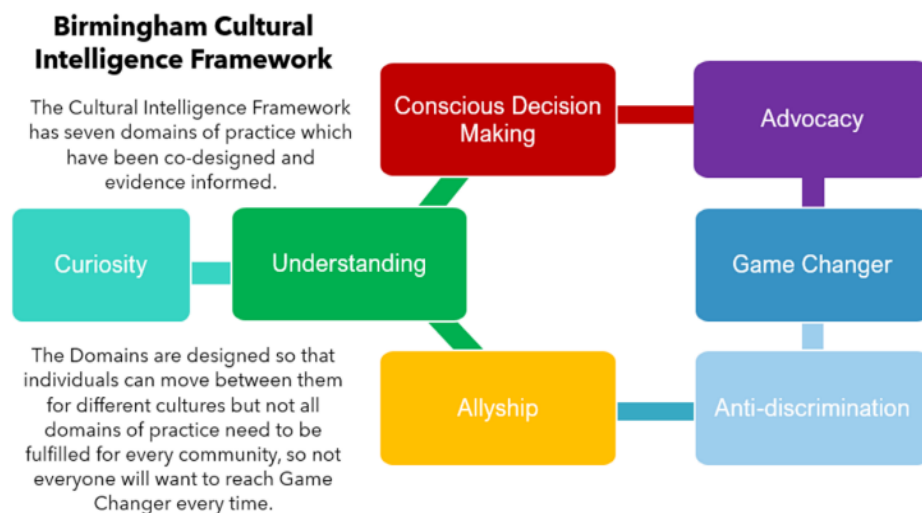 Birmingham Cultural
Intelligence Framework
The Cultural Intelligence Framework
has seven domains of practice which
have been co-designed and
evidence informed.
Conscious Decision
Making
Advocacy
Curiosity
Understanding
Game Changer
The Domains are designed so that
individuals can move between them
for different cultures but not all
domains of practice need to be
fulfilled for every community, so not
everyone will want to reach Game
Changer every time.
Allyship
Anti-discrimination